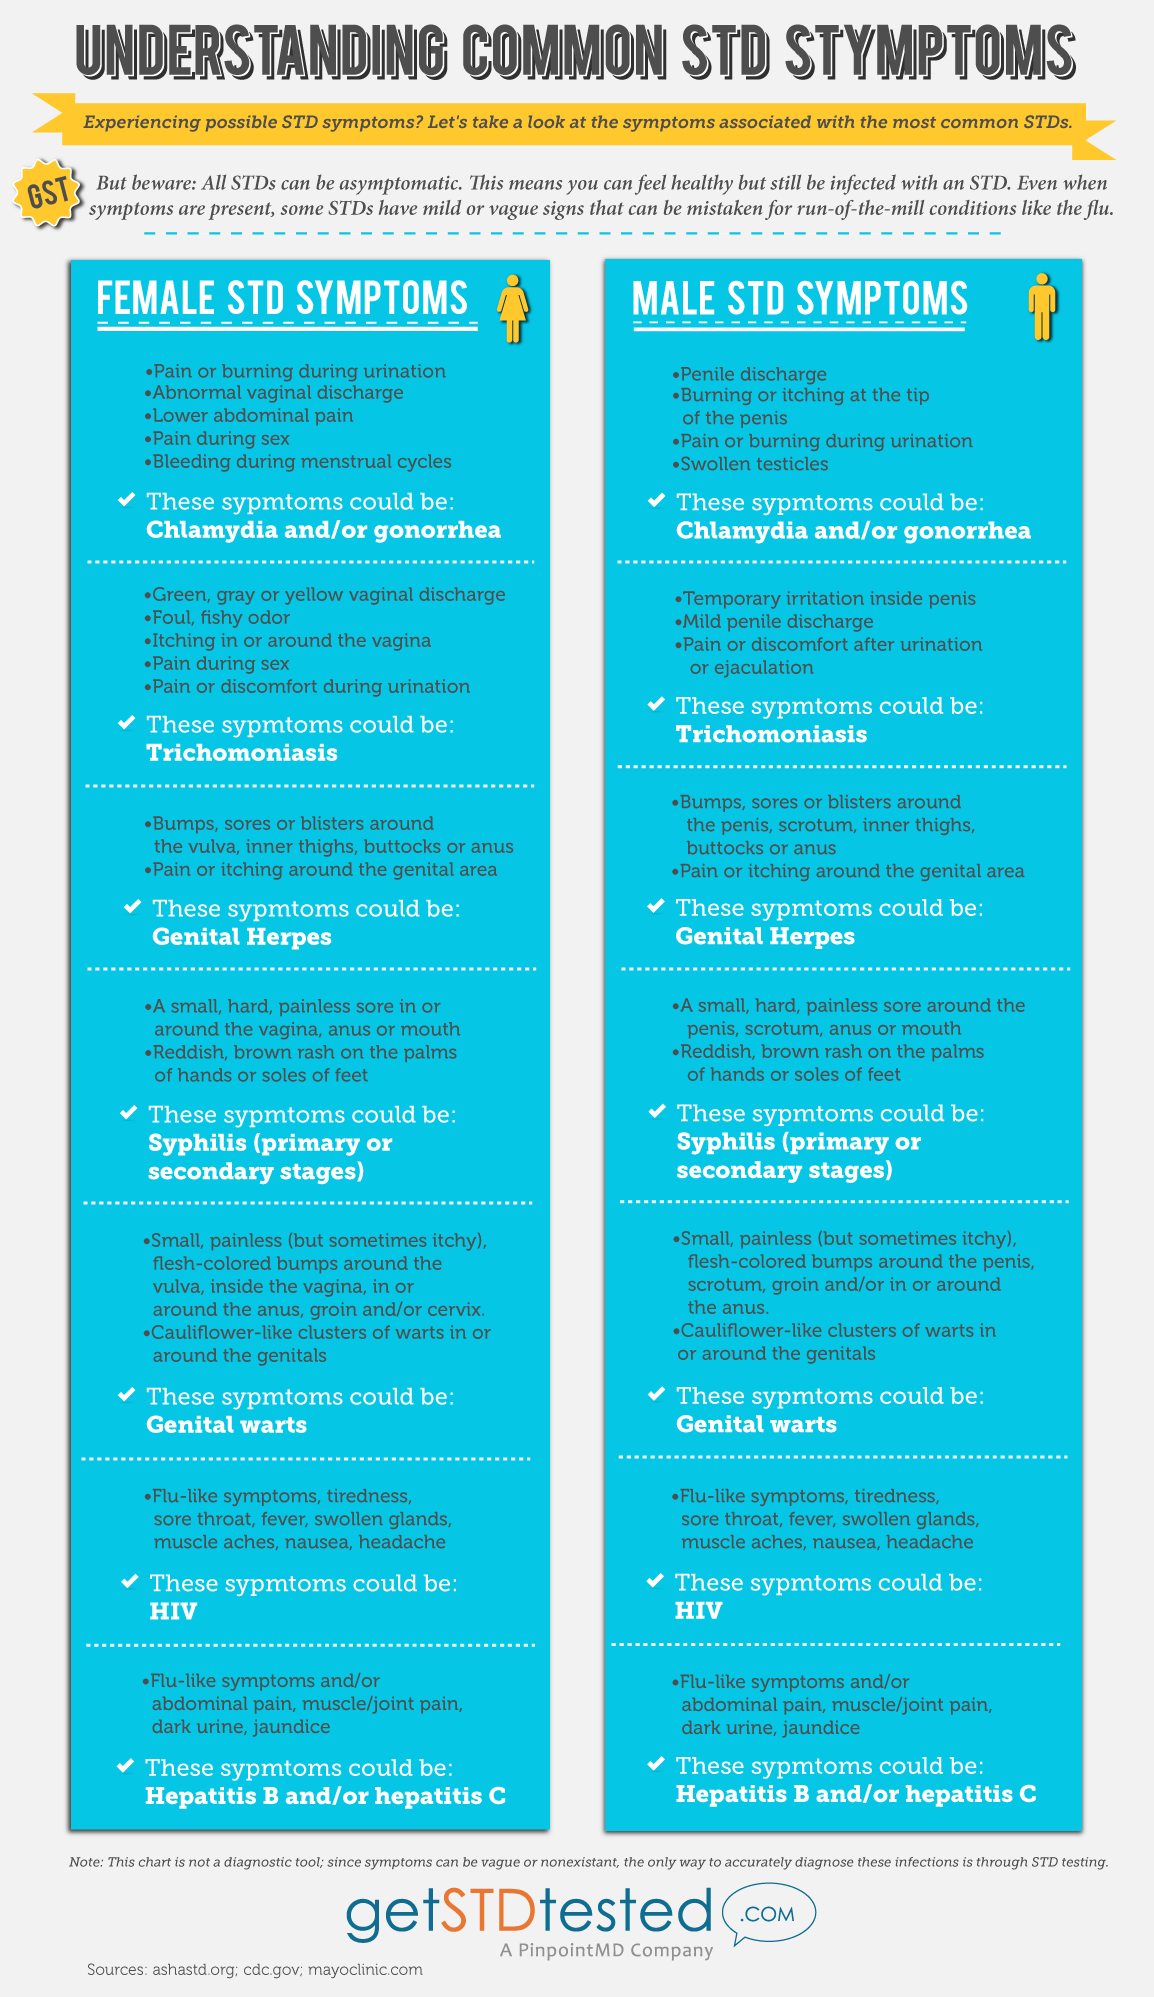 UNDERSTANDING COMMON STD STYMPTOMS
Experiencing possible STD symptoms? Let's take a look at the symptoms associated with the most common STDs.
GST
But beware: All STDs can be asymptomatic. This means you can feel healthy but still be infected with an STD. Even when
symptoms are present, some STDs have mild or vague signs that can be mistaken for run-of-the-mill conditions like the flu.
FEMALE STD SYMPTOMS
•Pain or burning during urination
•Abnormal vaginal discharge
•Lower abdominal pain
•Pain during sex
•Bleeding during menstrual cycles
✔ These sypmtoms could be:
Chlamydia and/or gonorrhea
•Green, gray or yellow vaginal discharge
•Foul, fishy odor
•Itching in or around the vagina
•Pain during sex
•Pain or discomfort during urination
✔ These sypmtoms could be:
Trichomoniasis
•Bumps, sores or blisters around
the vulva, inner thighs, buttocks or anus
•Pain or itching around the genital area
✔ These sypmtoms could be:
Genital Herpes
•A small, hard, painless sore in or
around the vagina, anus or mouth
•Reddish, brown rash on the palms
of hands or soles of feet
✔ These sypmtoms could be:
Syphilis (primary or
secondary stages)
•Small, painless (but sometimes itchy),
flesh-colored bumps around the
vulva, inside the vagina, in or
around the anus, groin and/or cervix.
•Cauliflower-like clusters of warts in or
around the genitals
✔ These sypmtoms could be:
Genital warts
•Flu-like symptoms, tiredness,
sore throat, fever, swollen glands,
muscle aches, nausea, headache
✔ These sypmtoms could be:
HIV
•Flu-like symptoms and/or
abdominal pain, muscle/joint pain,
dark urine, jaundice
✔ These sypmtoms could be:
Hepatitis B and/or hepatitis C
MALE STD SYMPTOMS
•Penile discharge
•Burning or itching at the tip
of the penis
•Pain or burning during urination
•Swollen testicles
✔ These sypmtoms could be:
Chlamydia and/or gonorrhea
•Temporary irritation inside penis
•Mild penile discharge
•Pain or discomfort after urination
or ejaculation
✔ These sypmtoms could be:
Trichomoniasis
•Bumps, sores or blisters around
the penis, scrotum, inner thighs,
buttocks or anus
•Pain or itching around the genital area
✔ These sypmtoms could be:
Genital Herpes
•A small, hard, painless sore around the
penis, scrotum, anus or mouth
•Reddish, brown rash on the palms
of hands or soles of feet
✔ These sypmtoms could be:
Syphilis (primary or
secondary stages)
•Small, painless (but sometimes itchy),
flesh-colored bumps around the penis,
scrotum, groin and/or in or around
the anus.
•Cauliflower-like clusters of warts in
or around the genitals
✔ These sypmtoms could be:
Genital warts
•Flu-like symptoms, tiredness,
sore throat, fever, swollen glands,
muscle aches, nausea, headache
✔ These sypmtoms could be:
HIV
•Flu-like symptoms and/or
abdominal pain, muscle/joint pain,
dark urine, jaundice
✔ These sypmtoms could be:
Hepatitis B and/or hepatitis C
Note: This chart is not a diagnostic tool; since symptoms can be vague or nonexistant, the only way to accurately diagnose these infections is through STD testing.
getSTDtested .COM
A PinpointMD Company
Sources: ashastd.org; cdc.gov; mayoclinic.com